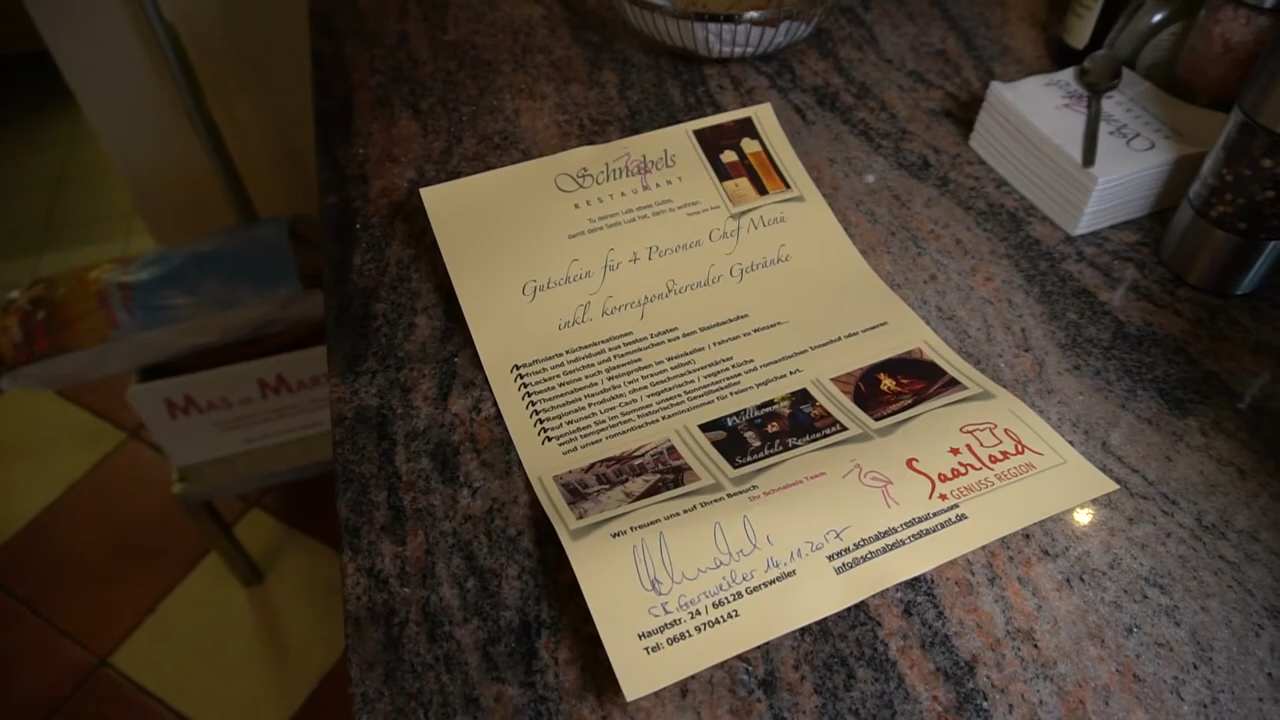 Schnabels
RESTAURANT
Tu deinem Leib etwas Gutes,
damit deine Seele Lust hat, darin zu wohnen.
Gutschein für 4 Personen Chef Menü
inkl. korrespondierender Getränke
Raffinierte Küchenkreationen
frisch und individuell aus besten Zutaten
Leckere Gerichte und Flammkuchen aus dem Steinbackofen
beste Weine auch glasweise
Themenabende / Weinproben im Weinkeller / Fahrten zu Winzern...
Schnabels Hausbräu (wir brauen selbst)
Regionale Produkte; ohne Geschmacksverstärker
auf Wunsch Low-Carb / vegetarische / vegane Küche
genießen Sie im Sommer unsere Sonnenterrasse und romantischen Innenhof oder unseren
wohl temperierten, historischen Gewölbekeller
und unser romantisches Kaminzimmer für Feiern jeglicher Art.
Willkommen
Schnabels Restaurant
Wir freuen uns auf Ihren Besuch
Ihr Schnabels Team
Saarland
GENUSS REGION
Schnabel
Gersweiler 14.11.2017
Hauptstr. 24 / 66128 Gersweiler
Tel: 0681 9704142
info@schnabels-restaurant.de